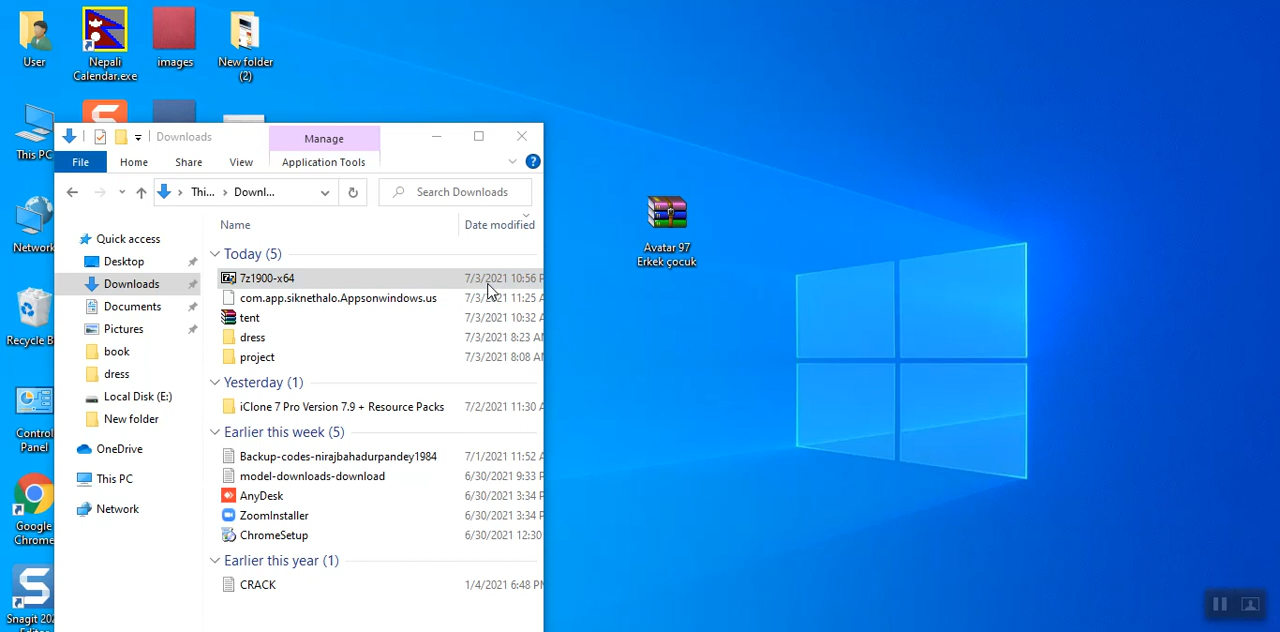 User
Nepali
Calendar.exe
images
New folder
(2)
This PC
Network
Recycle B
Control
Panel
Google
Chrome
Snagit 202
Editor
Downloads
Manage
File
Home
Share
View
Application Tools
Thi...
Downl...
Search Downloads
Quick access
Desktop
Downloads
Documents
Pictures
book
dress
Local Disk (E:)
New folder
OneDrive
This PC
Network
Name
Date modified
Today (5)
7z1900-x64
7/3/2021 10:56 P
com.app.siknethalo.Appsonwindows.us
7/3/2021 11:25 A
tent
7/3/2021 10:32 A
dress
7/3/2021 8:23 AM
project
7/3/2021 8:08 AM
Yesterday (1)
iClone 7 Pro Version 7.9 + Resource Packs
7/2/2021 11:30 A
Earlier this week (5)
Backup-codes-nirajbahadurpandey1984
7/1/2021 11:52 A
model-downloads-download
6/30/2021 9:33 P
AnyDesk
6/30/2021 3:34 P
ZoomInstaller
6/30/2021 3:34 P
ChromeSetup
6/30/2021 12:30
Earlier this year (1)
CRACK
1/4/2021 6:48 PM
Avatar 97
Erkek çocuk